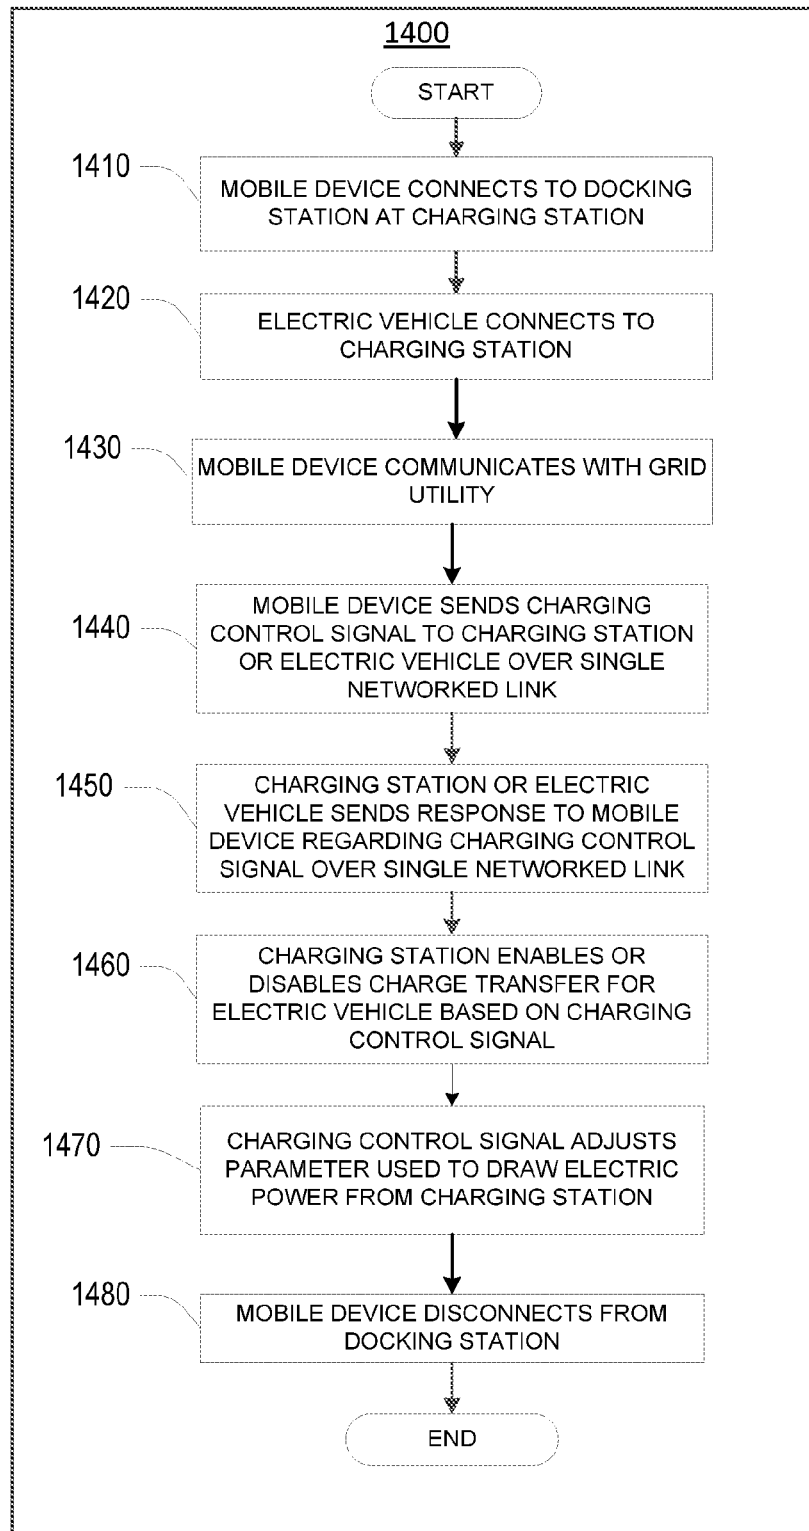 1400
START
1410
MOBILE DEVICE CONNECTS TO DOCKING
STATION AT CHARGING STATION
1420
ELECTRIC VEHICLE CONNECTS TO
CHARGING STATION
1430
MOBILE DEVICE COMMUNICATES WITH GRID
UTILITY
1440
MOBILE DEVICE SENDS CHARGING
CONTROL SIGNAL TO CHARGING STATION
OR ELECTRIC VEHICLE OVER SINGLE
NETWORKED LINK
1450
CHARGING STATION OR ELECTRIC
VEHICLE SENDS RESPONSE TO MOBILE
DEVICE REGARDING CHARGING CONTROL
SIGNAL OVER SINGLE NETWORKED LINK
1460
CHARGING STATION ENABLES OR
DISABLES CHARGE TRANSFER FOR
ELECTRIC VEHICLE BASED ON CHARGING
CONTROL SIGNAL
1470
CHARGING CONTROL SIGNAL ADJUSTS
PARAMETER USED TO DRAW ELECTRIC
POWER FROM CHARGING STATION
1480
MOBILE DEVICE DISCONNECTS FROM
DOCKING STATION
END